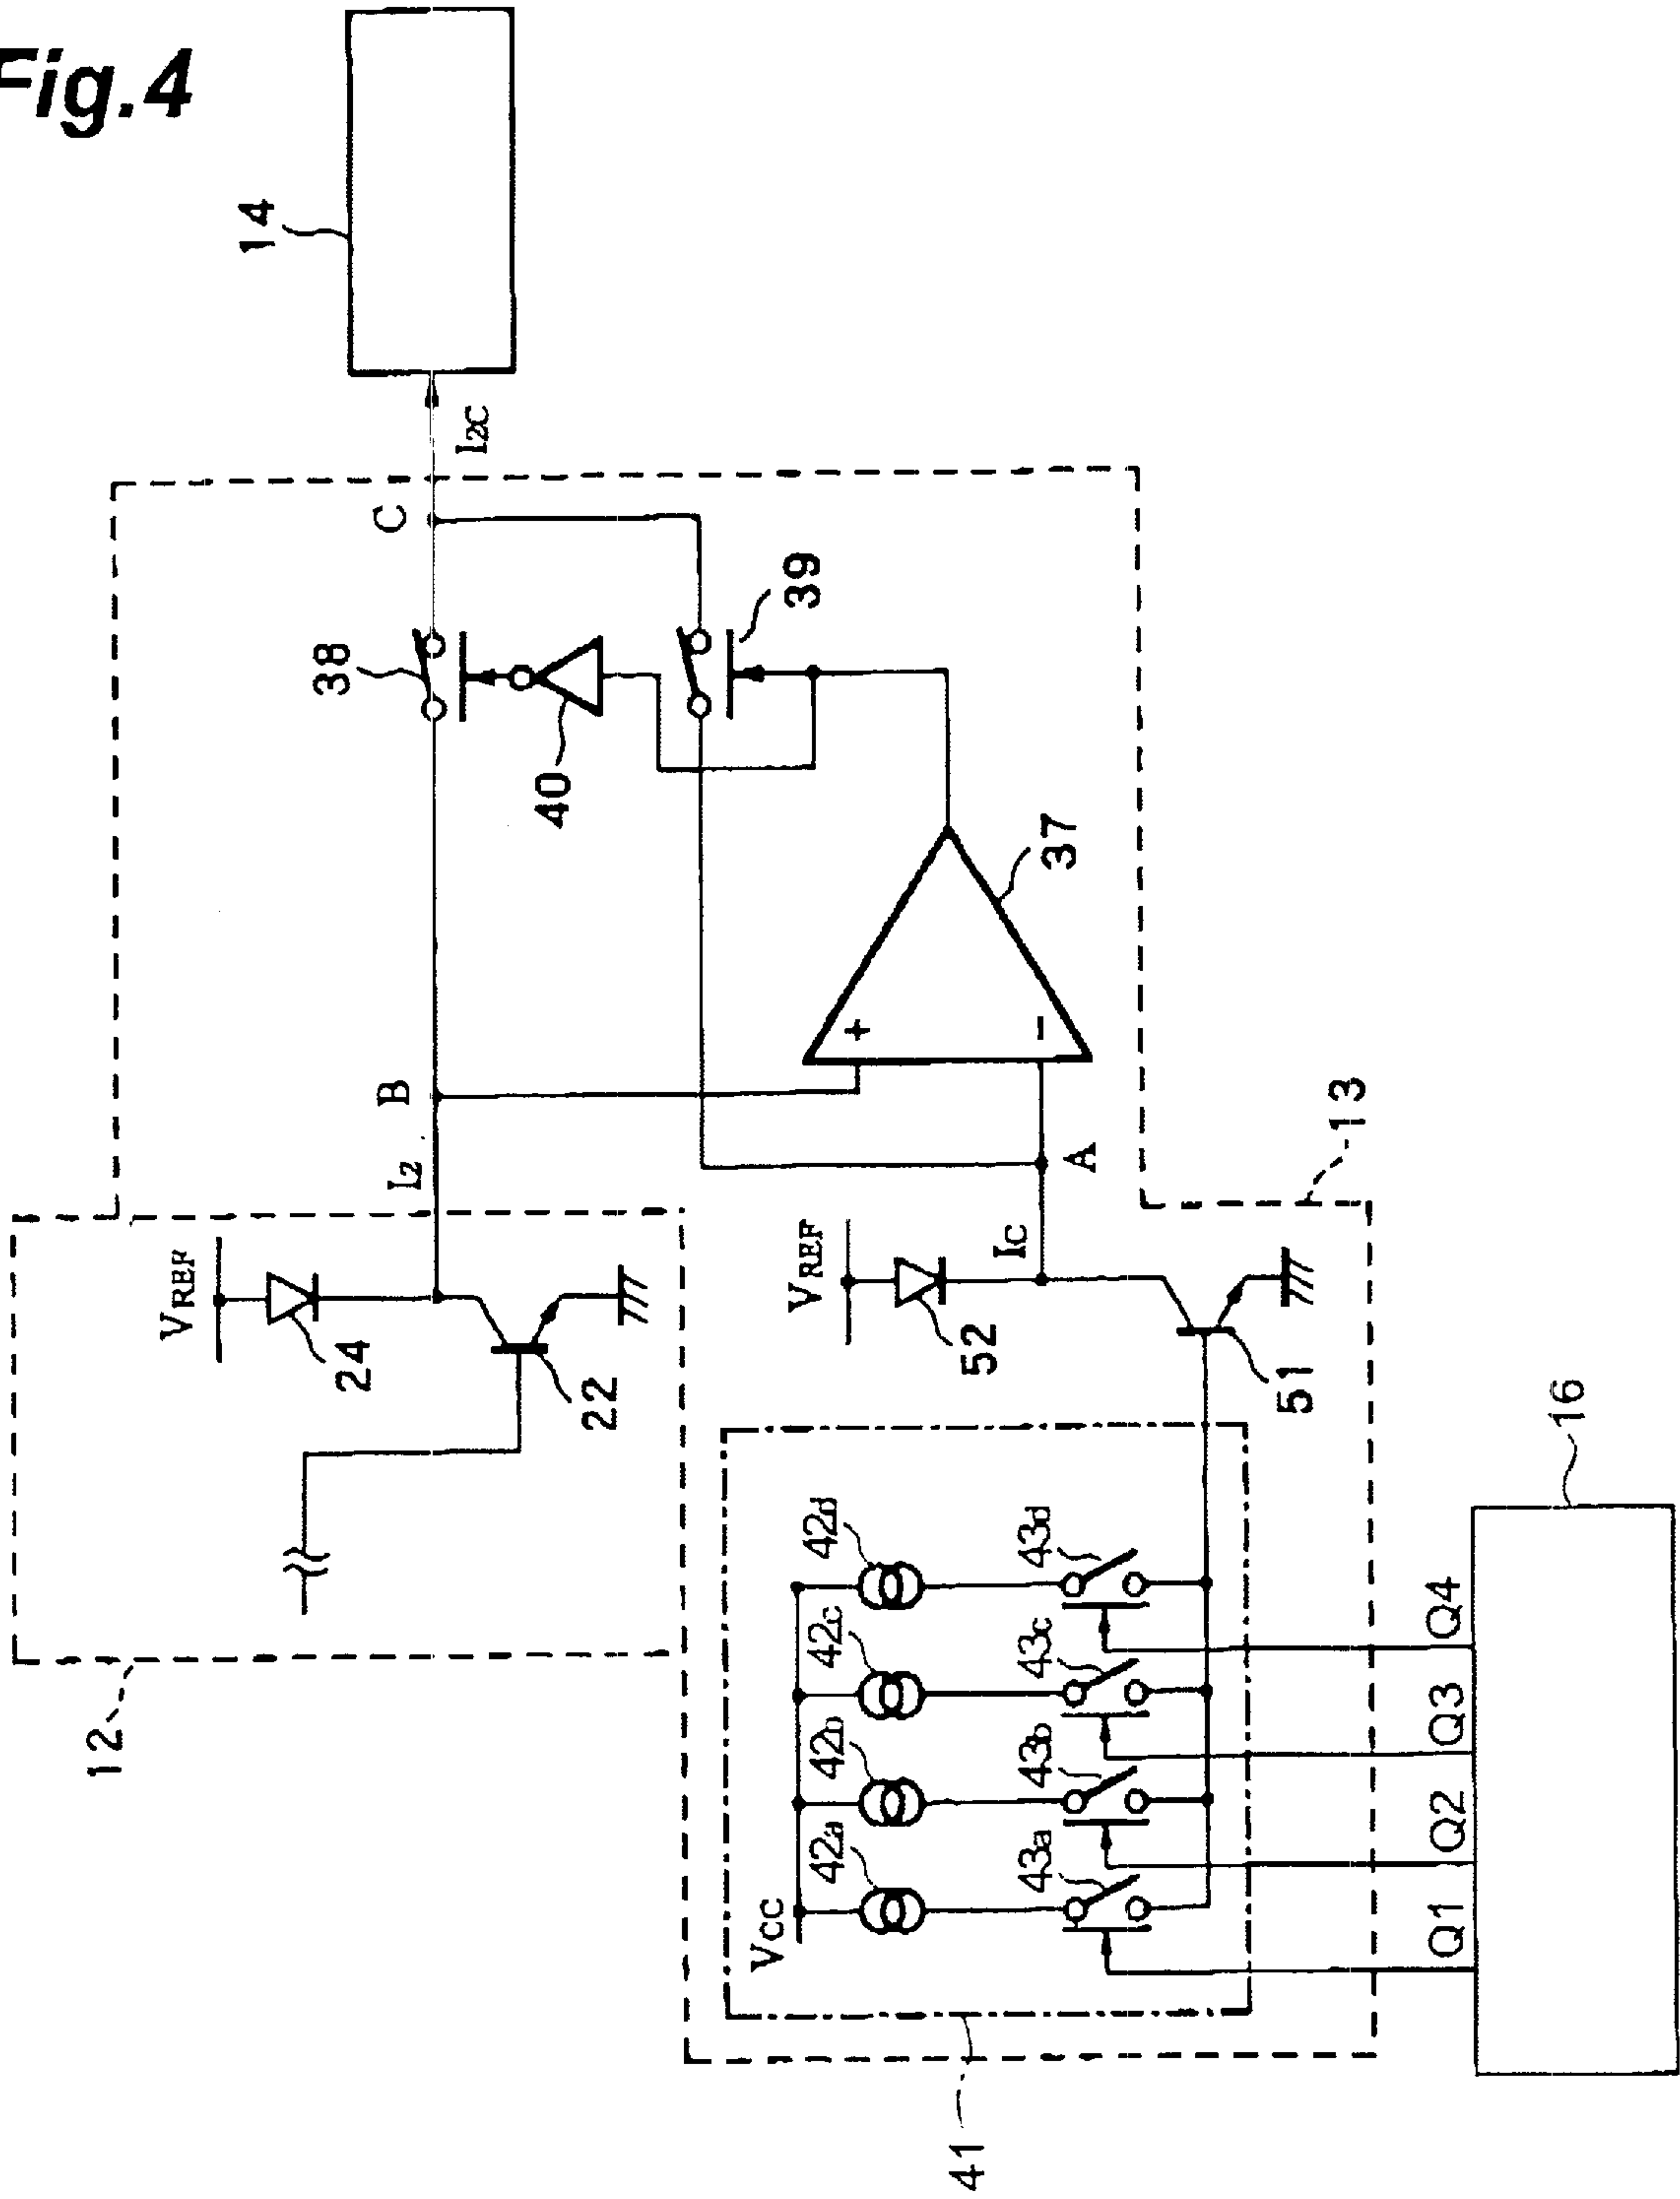 Fig.4
14
I2C
C
38
39
40
37
B
I2
A
VREF
24
22
VREF
IC
52
51
13
12
42a
42b
42c
42d
VCC
43a
43b
43c
43d
41
Q1
Q2
Q3
Q4
16
+
-